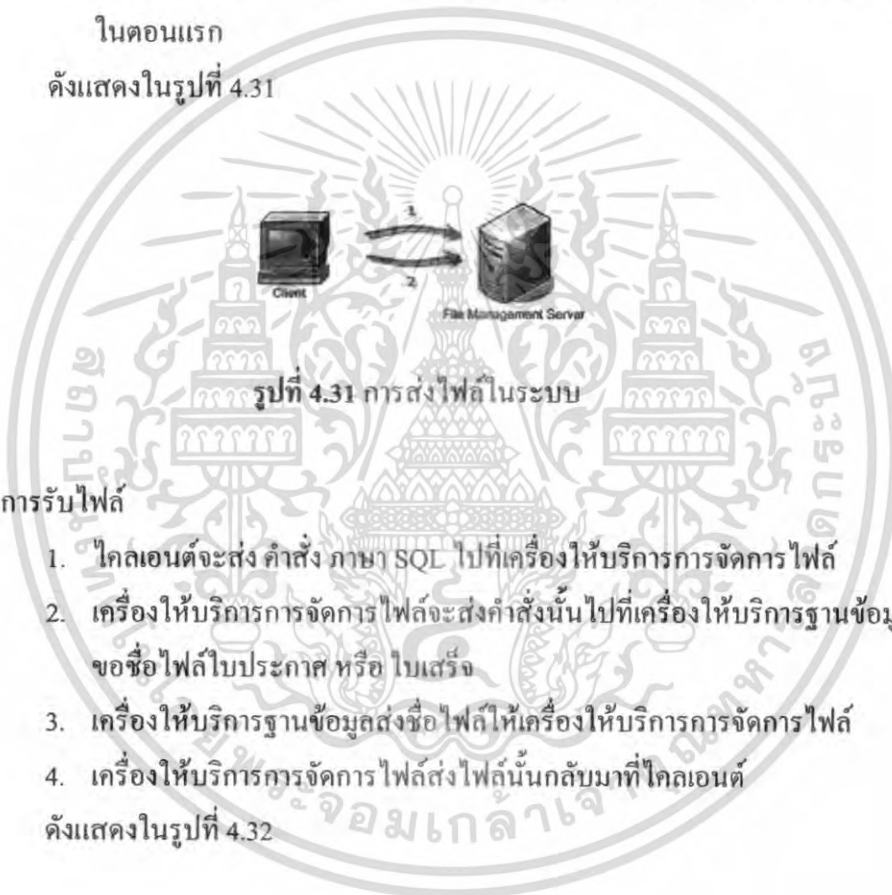 ในตอนแรก
ดังแสดงในรูปที่ 4.31
1
2
Client
File Management Server
รูปที่ 4.31 การส่งไฟล์ในระบบ
การรับไฟล์
1. ไคลเอนต์จะส่ง คำสั่ง ภาษา SQL ไปที่เครื่องให้บริการการจัดการไฟล์
2. เครื่องให้บริการการจัดการไฟล์จะส่งคำสั่งนั้นไปที่เครื่องให้บริการฐานข้อมู
ขอชื่อไฟล์ใบประกาศ หรือ ใบเสร็จ
3. เครื่องให้บริการฐานข้อมูลส่งชื่อไฟล์ให้เครื่องให้บริการการจัดการไฟล์
4. เครื่องให้บริการการจัดการไฟล์ส่งไฟล์นั้นกลับมาที่ไคลเอนต์
ดังแสดงในรูปที่ 4.32